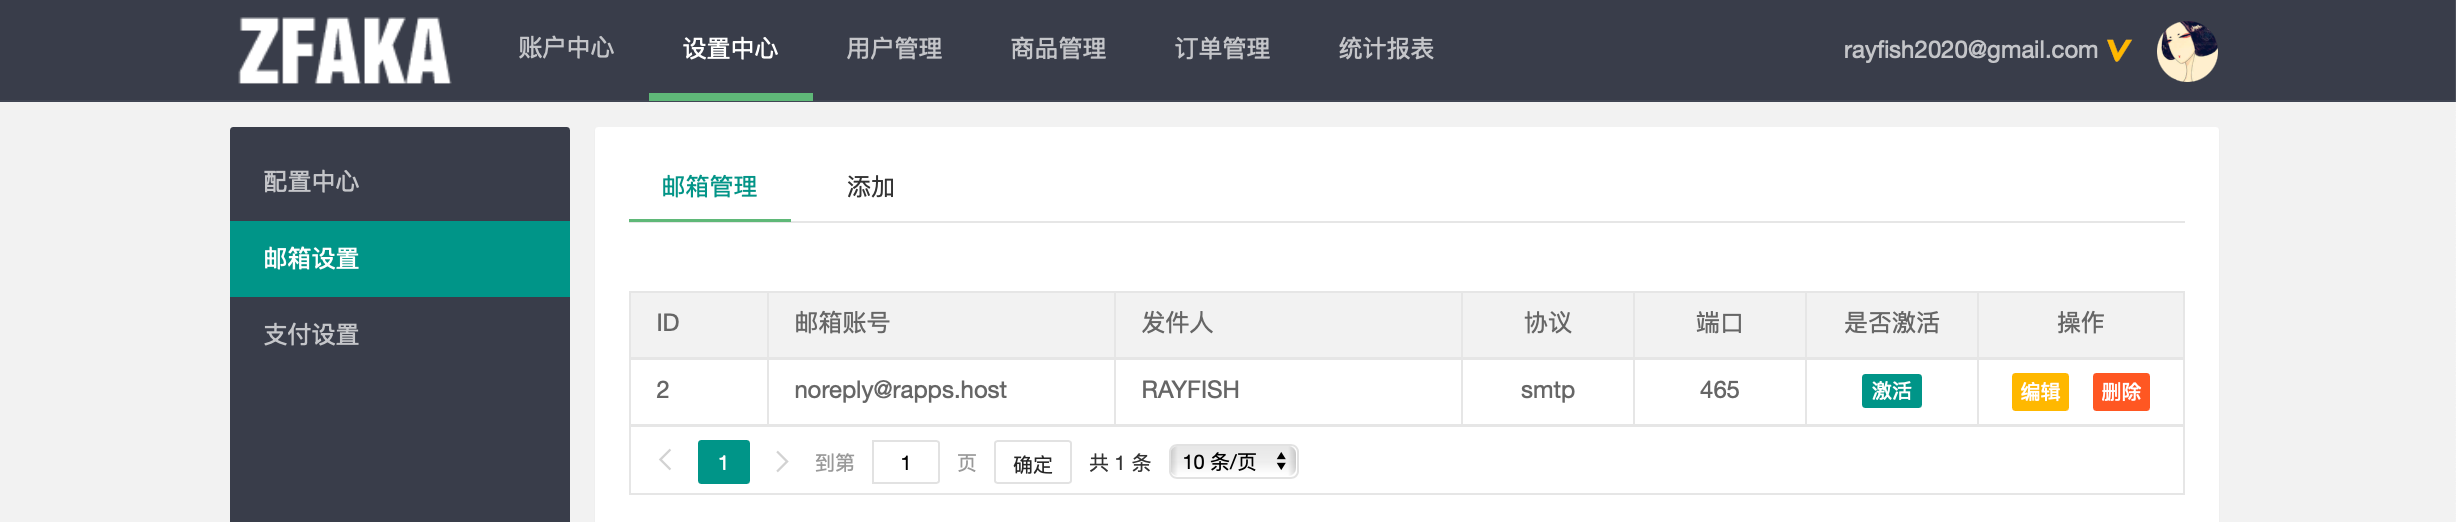 ZFAKA 账户中心 设置中心 用户管理 商品管理 订单管理 统计报表 rayfish2020@gmail.com
配置中心
邮箱设置
支付设置
邮箱管理 添加
ID 邮箱账号 发件人 协议 端口 是否激活 操作
2 noreply@rapps.host RAYFISH smtp 465 激活 编辑 删除
1 到第 1 页 确定 共 1 条 10 条/页